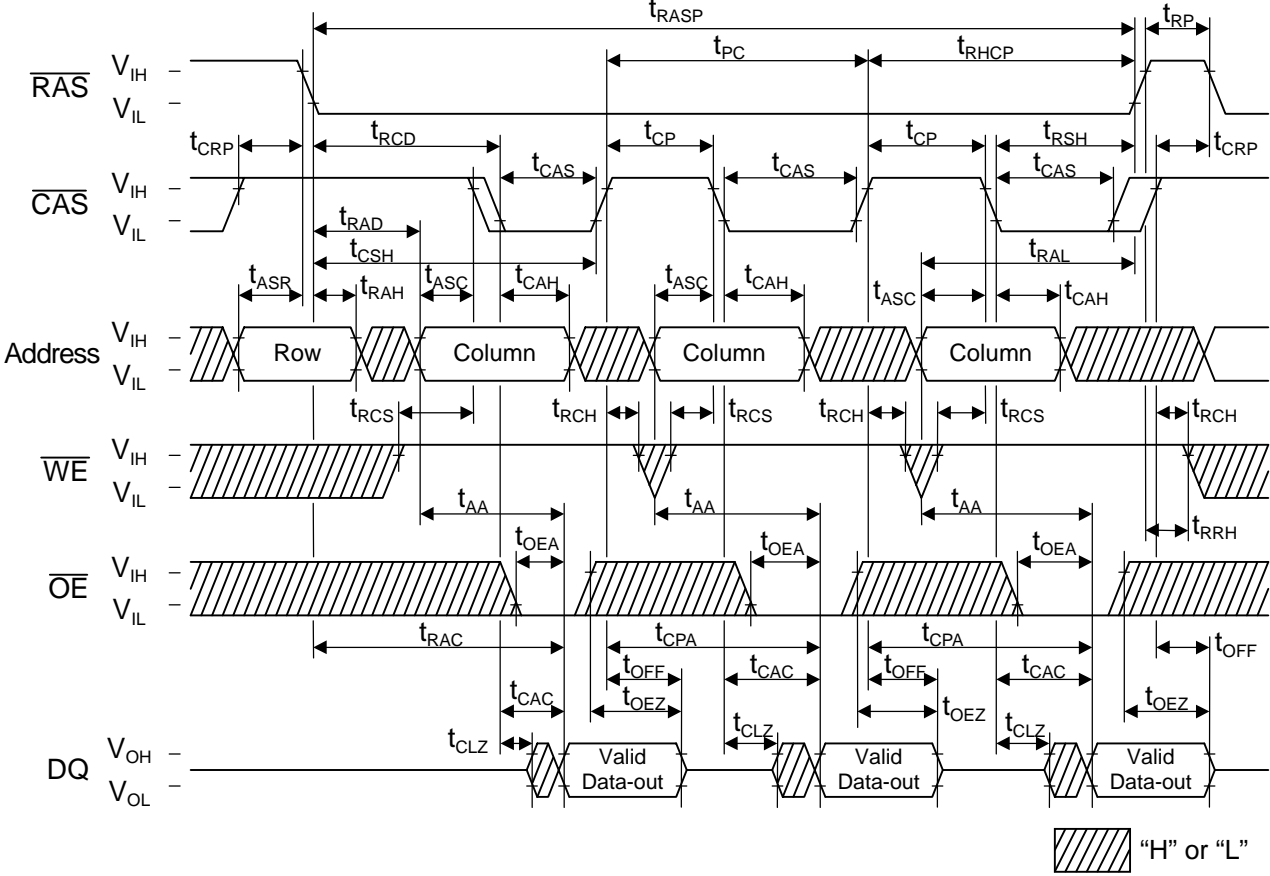 tRASP
tRP
tPC
tRHCP
RAS
VIH
VIL
tCRP
tRCD
tCP
tCP
tRSH
tCRP
tCAS
tCAS
tCAS
CAS
VIH
VIL
tRAD
tCSH
tRAL
tASR
tRAH
tASC
tCAH
tASC
tCAH
tASC
tCAH
Address
VIH
VIL
Row
Column
Column
Column
tRCS
tRCH
tRCS
tRCH
tRCS
tRCH
WE
VIH
VIL
tAA
tAA
tAA
tRRH
tOEA
tOEA
tOEA
OE
VIH
VIL
tRAC
tCPA
tCPA
tOFF
tOFF
tCAC
tOFF
tCAC
tCAC
tOEZ
tOEZ
tOEZ
tCLZ
tCLZ
tCLZ
DQ
VOH
VOL
Valid
Data-out
Valid
Data-out
Valid
Data-out
“H” or “L”